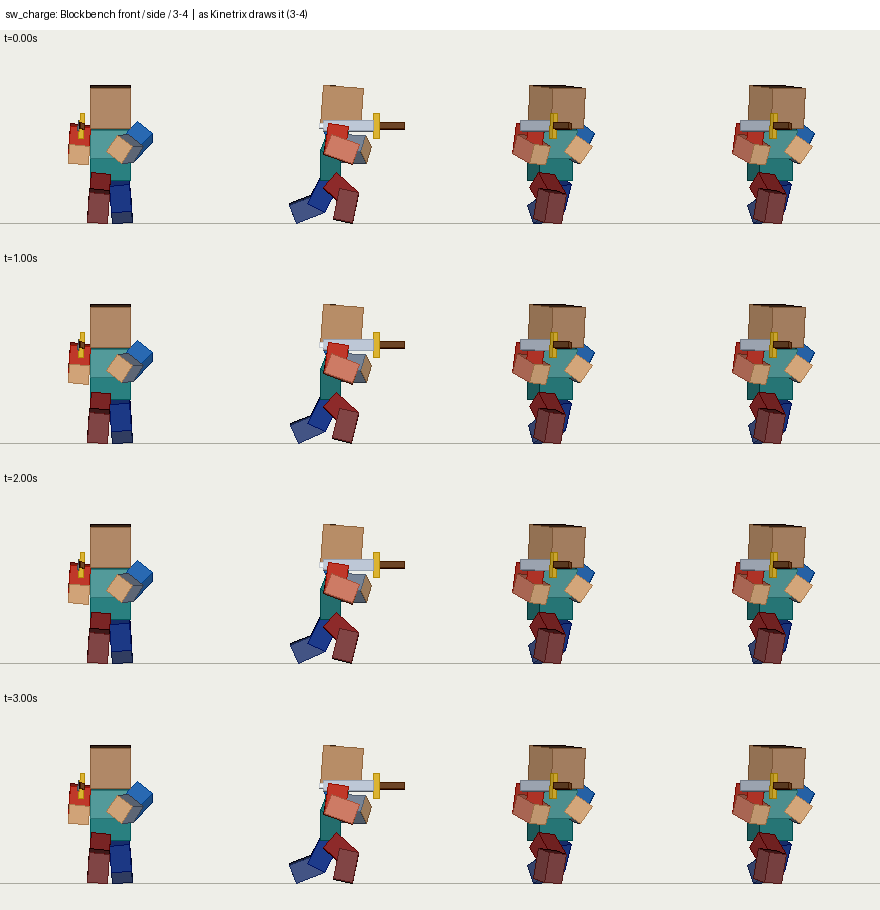 sw_charge: Blockbench front / side / 3-4 | as Kinetrix draws it (3-4)
t=0.00s
t=1.00s
t=2.00s
t=3.00s